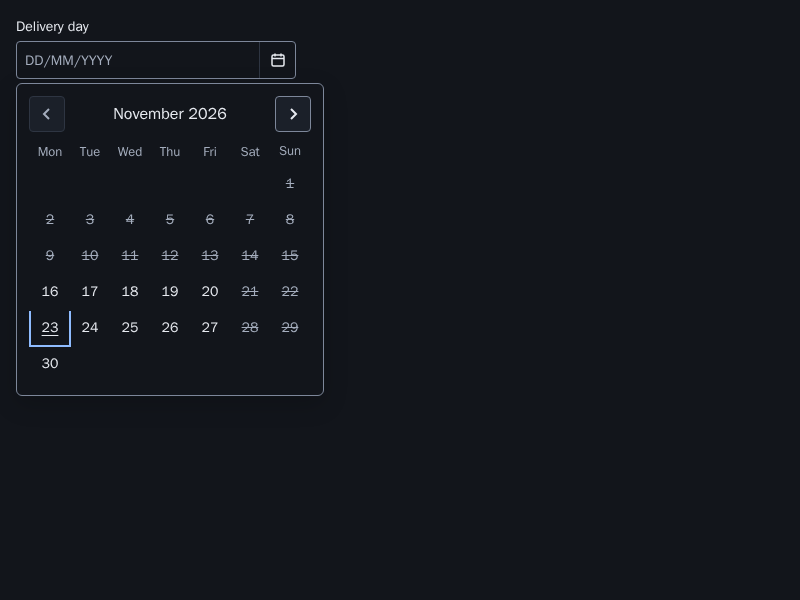 Delivery day
DD/MM/YYYY
November 2026
Mon Tue Wed Thu Fri Sat Sun
1
2 3 4 5 6 7 8
9 10 11 12 13 14 15
16 17 18 19 20 21 22
23 24 25 26 27 28 29
30